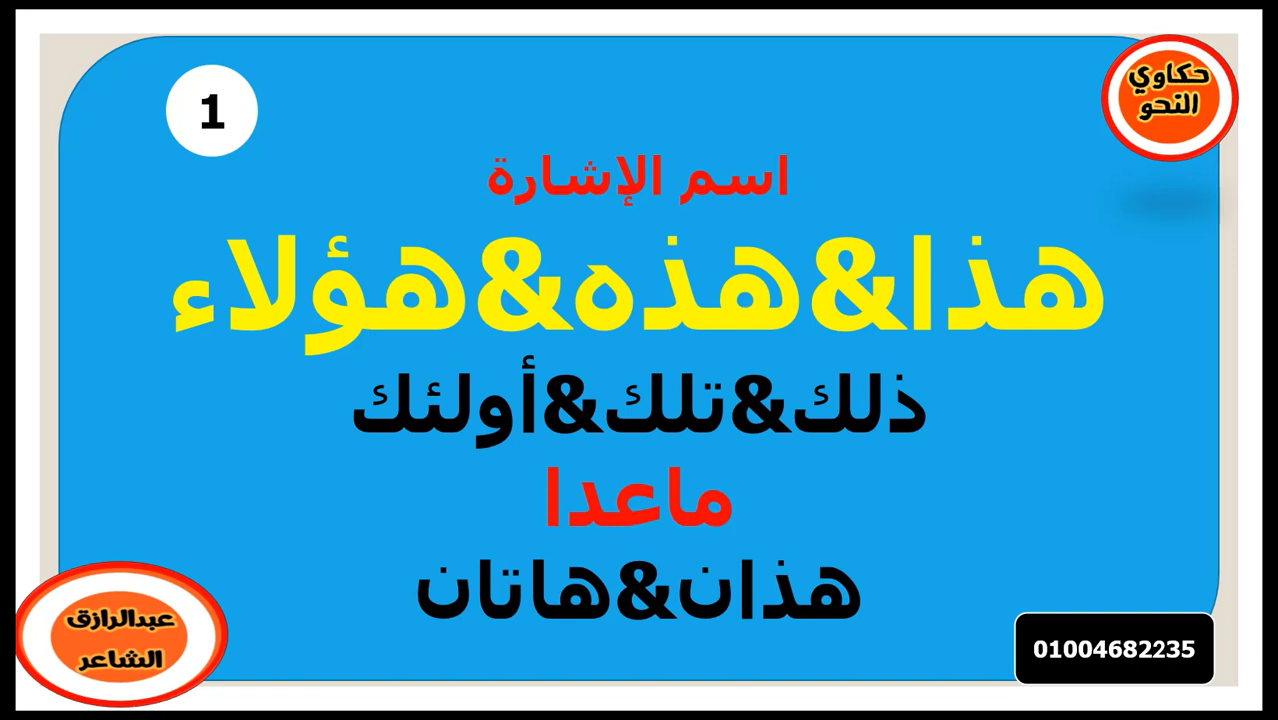 حكاوي
النحو
1
اسم الإشارة
هذا&هذه&هؤلاء
ذلك&تلك&أولئك
ماعدا
هذان&هاتان
عبدالرازق
الشاعر
01004682235